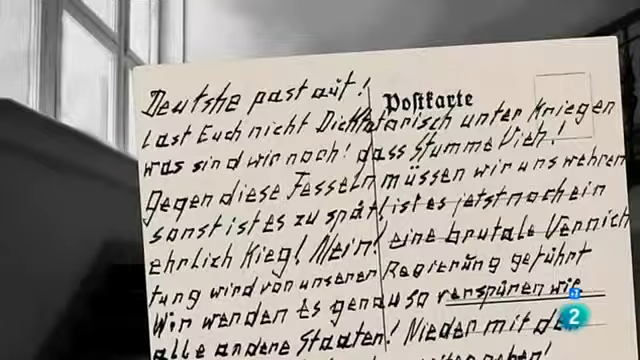 Deutshe past auf!
Postkarte
Last Euch nicht Dicktatorisch unter Kriegen
was sind wir noch! dass Stumme Vieh!
Gegen diese Fesseln müssen wir uns wehren
sonst ist es zu spät! ist es jetst noch ein
ehrlich Kieg! Nein! eine brutale Vernich
tung wird von unserer Regierung geführt
Wir werden es genau so verspüren wie
alle andere Staaten! Nieder mit de
2